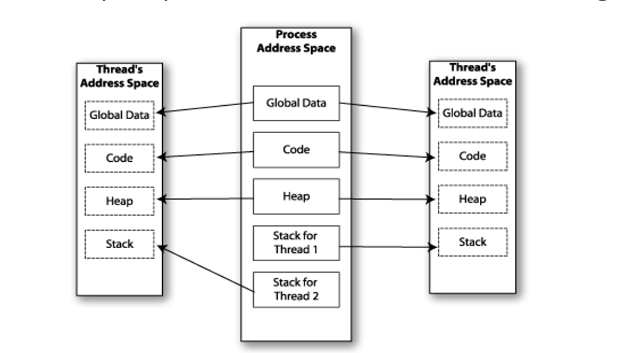 Process
Address Space
Global Data
Code
Heap
Stack for
Thread 1
Stack for
Thread 2
Thread's
Address Space
Global Data
Code
Heap
Stack
Thread's
Address Space
Global Data
Code
Heap
Stack